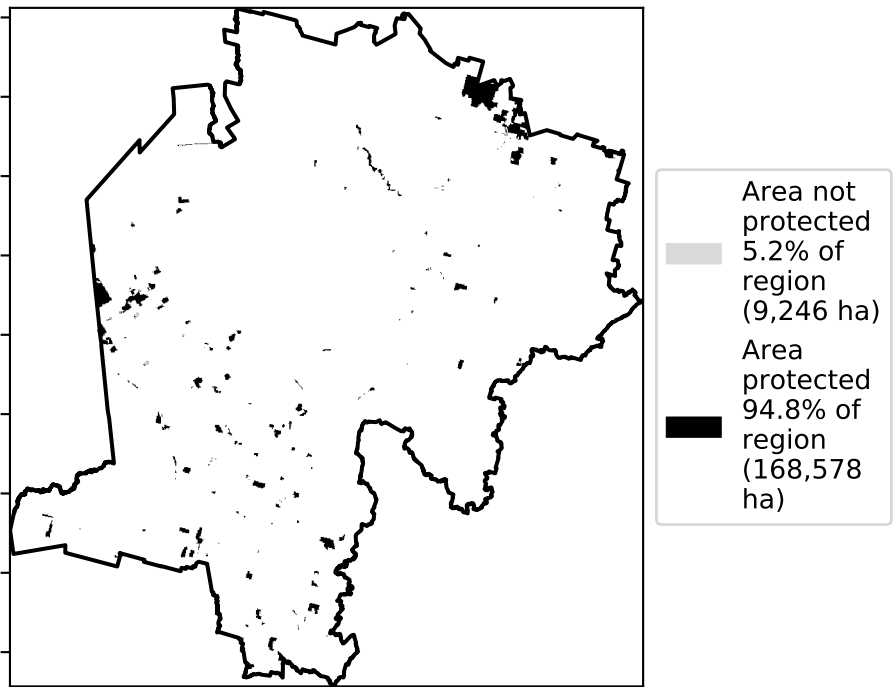 Area not
protected
5.2% of
region
(9,246 ha)
Area
protected
94.8% of
region
(168,578
ha)